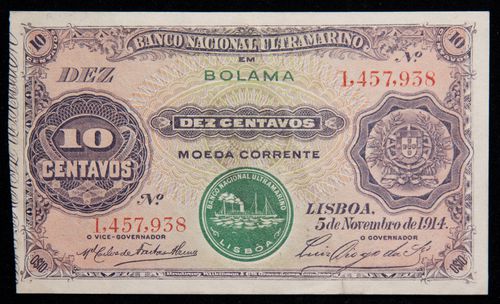 10 BANCO NACIONAL ULTRAMARINO 10
EM
DEZ BOLAMA Nº 1,457,938
DEZ CENTAVOS
10
CENTAVOS
MOEDA CORRENTE
Nº
1,457,938
BANCO NACIONAL ULTRAMARINO
LISBÔA
LISBOA,
5 de Novembro de 1914.
O VICE-GOVERNADOR
O GOVERNADOR